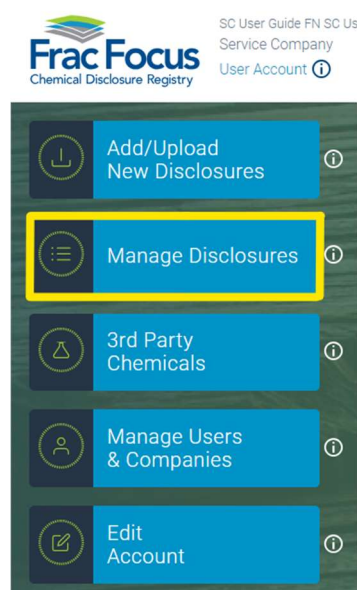 SC User Guide FN SC Us
Frac Focus
Chemical Disclosure Registry
Service Company
User Account
Add/Upload
New Disclosures
Manage Disclosures
3rd Party
Chemicals
Manage Users
& Companies
Edit
Account